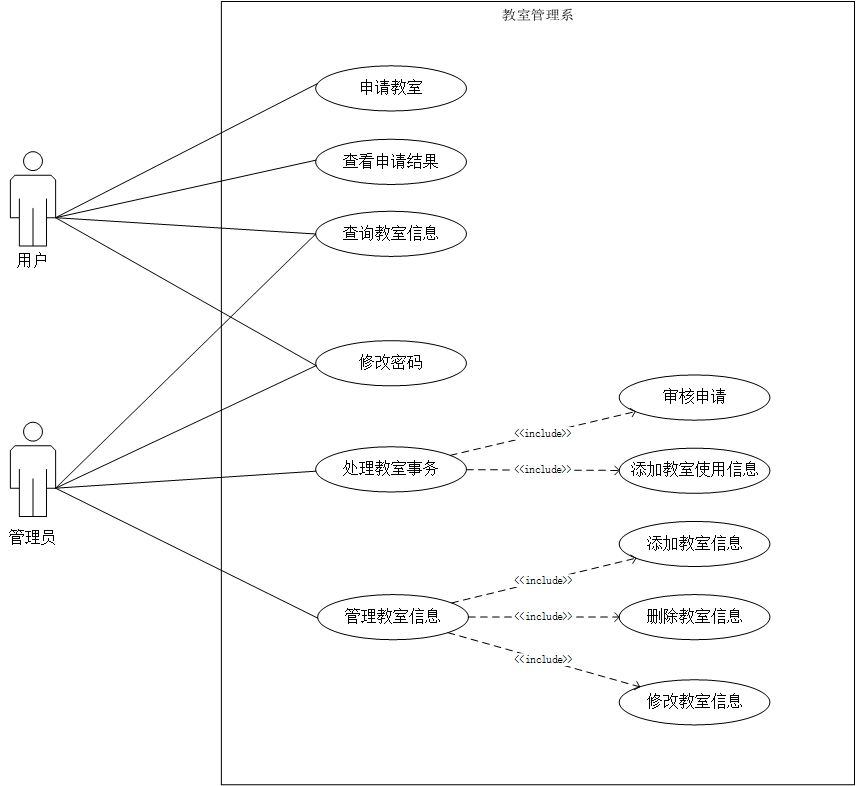 教室管理系
申请教室
查看申请结果
查询教室信息
用户
修改密码
审核申请
<<include>>
处理教室事务
<<include>>
添加教室使用信息
管理员
添加教室信息
<<include>>
管理教室信息
<<include>>
删除教室信息
<<include>>
修改教室信息